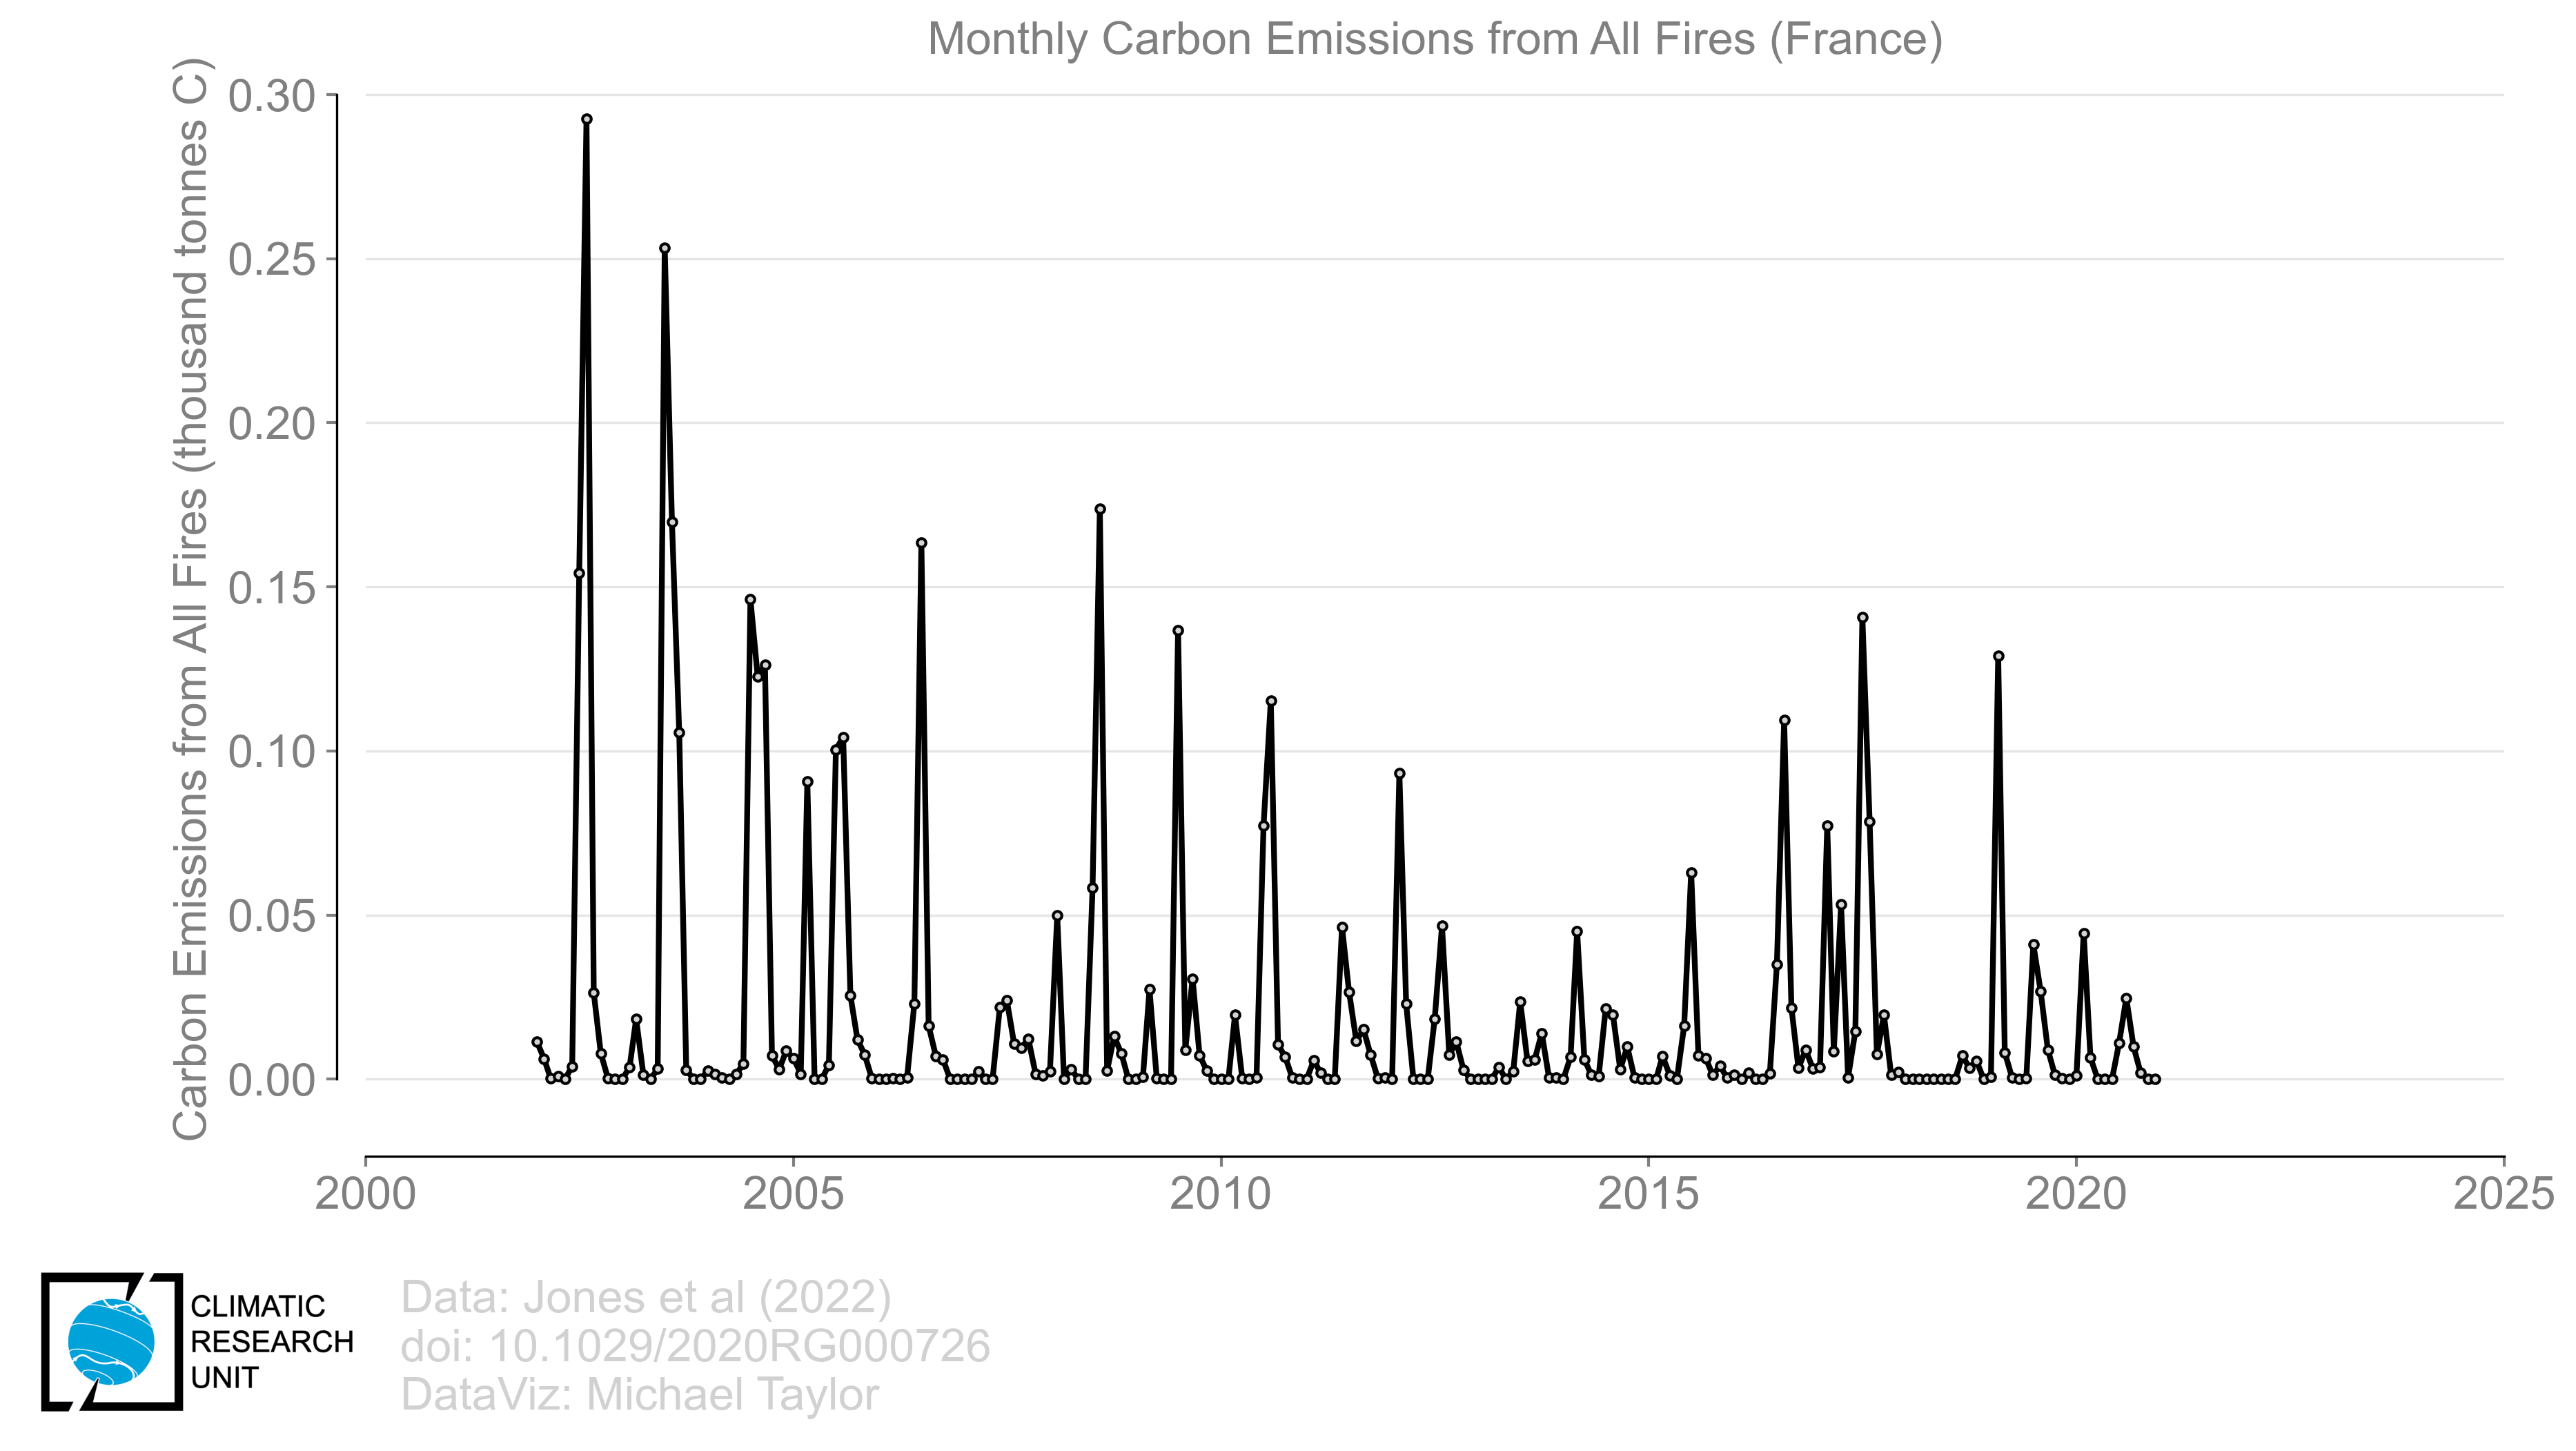 Monthly Carbon Emissions from All Fires (France)
Carbon Emissions from All Fires (thousand tonnes C)
0.30
0.25
0.20
0.15
0.10
0.05
0.00
2000 2005 2010 2015 2020 2025
CLIMATIC
RESEARCH
UNIT
Data: Jones et al (2022)
doi: 10.1029/2020RG000726
DataViz: Michael Taylor